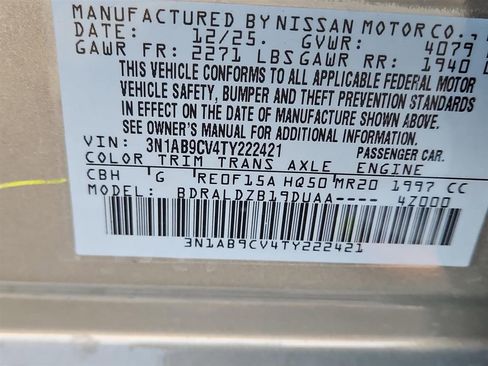 MANUFACTURED BY NISSAN MOTOR CO.,
DATE: 12/25. GVWR: 4079
GAWR FR: 2271 LBS GAWR RR: 1940
THIS VEHICLE CONFORMS TO ALL APPLICABLE FEDERAL MOTOR
VEHICLE SAFETY, BUMPER AND THEFT PREVENTION STANDARDS
IN EFFECT ON THE DATE OF MANUFACTURE SHOWN ABOVE.
SEE OWNER'S MANUAL FOR ADDITIONAL INFORMATION.
VIN: 3N1AB9CV4TY222421 PASSENGER CAR.
COLOR TRIM TRANS AXLE ENGINE
CBH G RE0F15A HQ50 MR20 1997 CC
MODEL: BDRALDZB19DUAA---- 4Z000
3N1AB9CV4TY222421